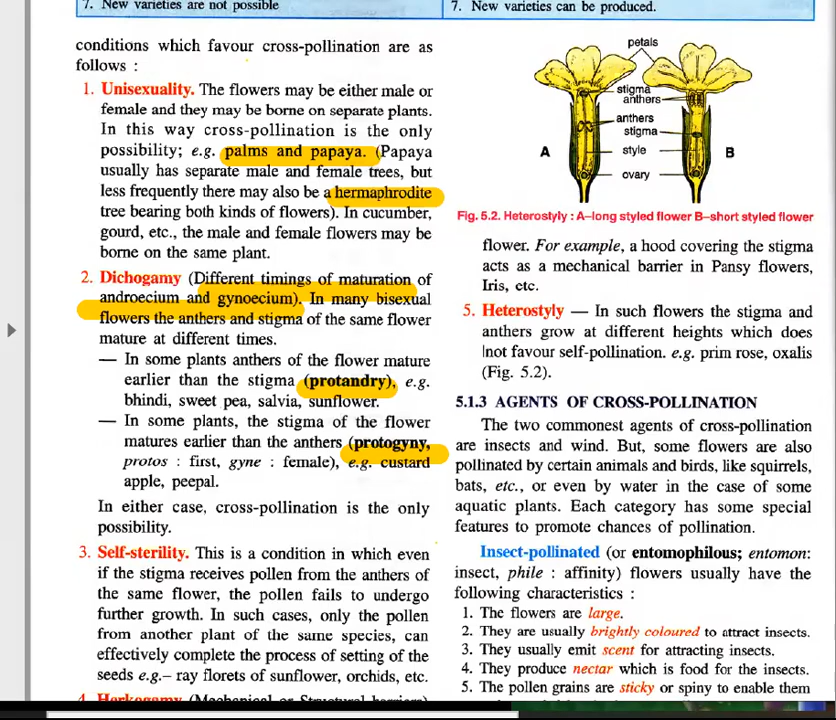 7. New varieties are not possible
7. New varieties can be produced.
conditions which favour cross-pollination are as
follows :
1. Unisexuality. The flowers may be either male or
female and they may be borne on separate plants.
In this way cross-pollination is the only
possibility; e.g. palms and papaya. (Papaya
usually has separate male and female trees, but
less frequently there may also be a hermaphrodite
tree bearing both kinds of flowers). In cucumber,
gourd, etc., the male and female flowers may be
borne on the same plant.
2. Dichogamy (Different timings of maturation of
androecium and gynoecium). In many bisexual
flowers the anthers and stigma of the same flower
mature at different times.
— In some plants anthers of the flower mature
earlier than the stigma (protandry), e.g.
bhindi, sweet pea, salvia, sunflower.
— In some plants, the stigma of the flower
matures earlier than the anthers (protogyny,
protos : first, gyne : female), e.g. custard
apple, peepal.
In either case, cross-pollination is the only
possibility.
3. Self-sterility. This is a condition in which even
if the stigma receives pollen from the anthers of
the same flower, the pollen fails to undergo
further growth. In such cases, only the pollen
from another plant of the same species, can
effectively complete the process of setting of the
seeds e.g.– ray florets of sunflower, orchids, etc.
4. Herkogamy (Mechanical or Structural barriers)
petals
stigma
anthers
anthers
stigma
A
style
B
ovary
Fig. 5.2. Heterostyly : A–long styled flower B–short styled flower
flower. For example, a hood covering the stigma
acts as a mechanical barrier in Pansy flowers,
Iris, etc.
5. Heterostyly — In such flowers the stigma and
anthers grow at different heights which does
not favour self-pollination. e.g. prim rose, oxalis
(Fig. 5.2).
5.1.3 AGENTS OF CROSS-POLLINATION
The two commonest agents of cross-pollination
are insects and wind. But, some flowers are also
pollinated by certain animals and birds, like squirrels,
bats, etc., or even by water in the case of some
aquatic plants. Each category has some special
features to promote chances of pollination.
Insect-pollinated (or entomophilous; entomon:
insect, phile : affinity) flowers usually have the
following characteristics :
1. The flowers are large.
2. They are usually brightly coloured to attract insects.
3. They usually emit scent for attracting insects.
4. They produce nectar which is food for the insects.
5. The pollen grains are sticky or spiny to enable them